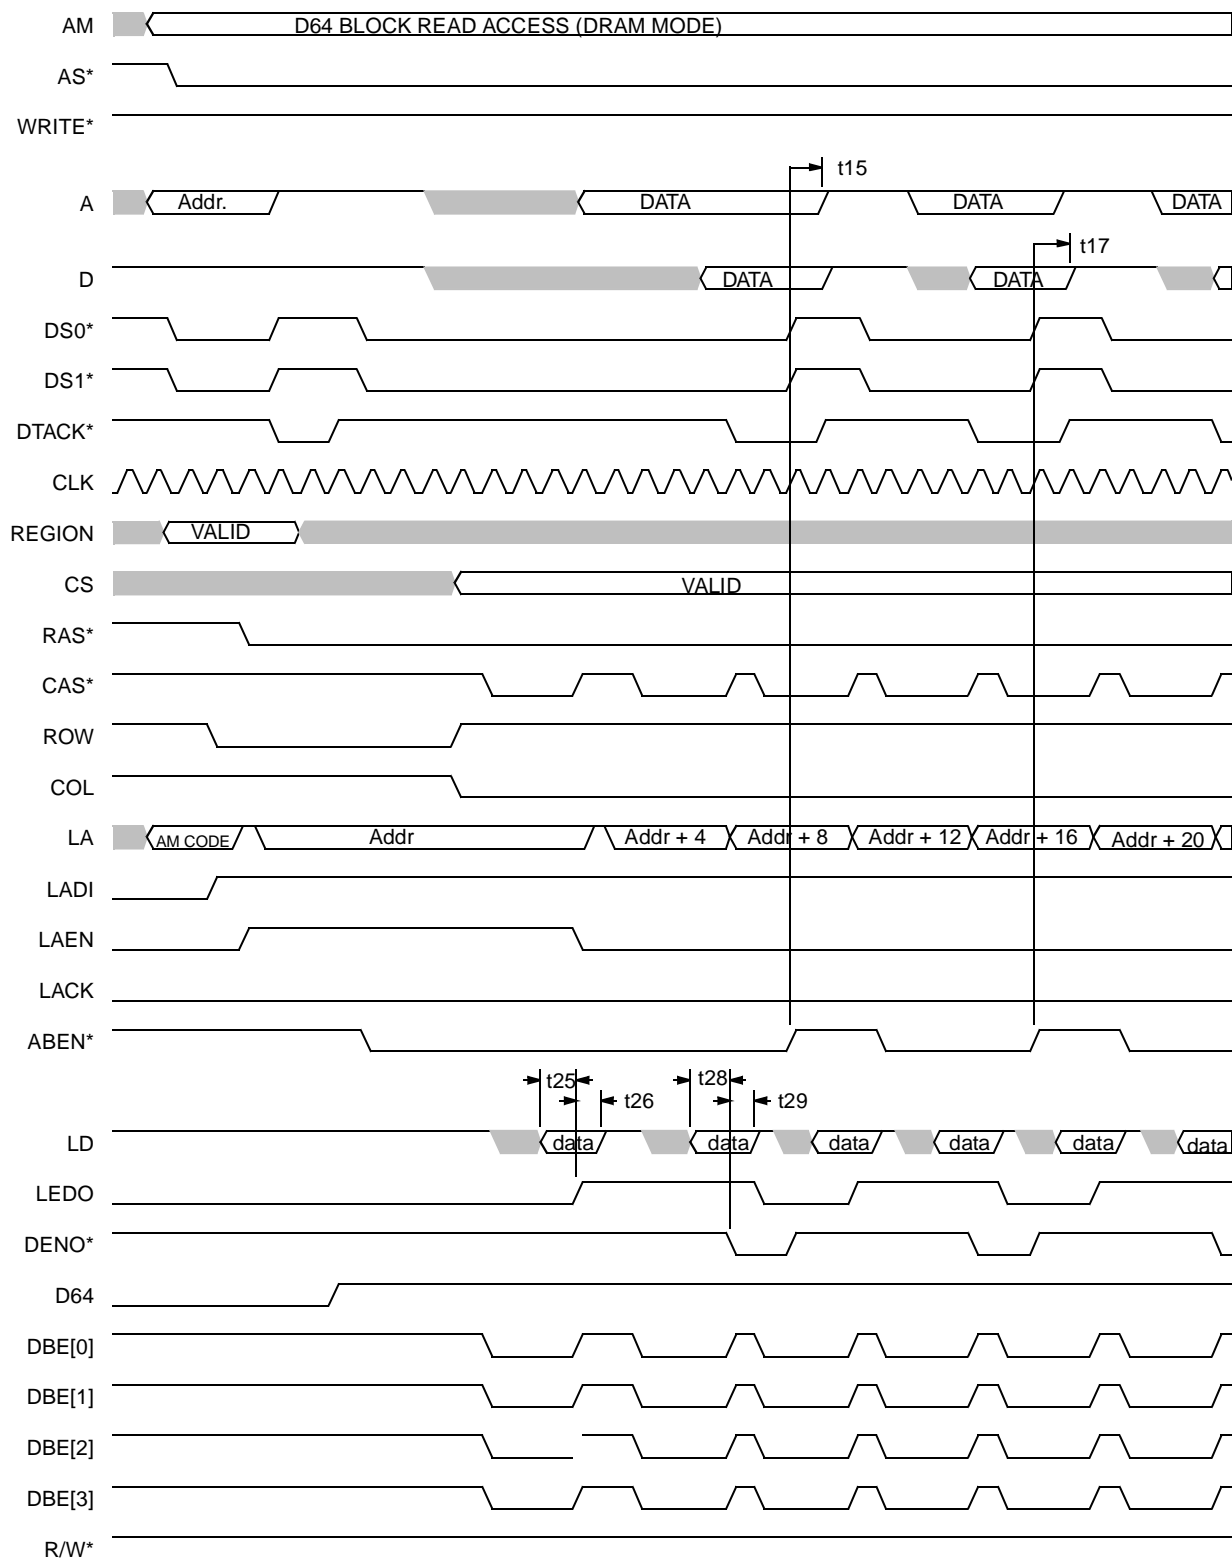 AM D64 BLOCK READ ACCESS (DRAM MODE)
AS*
WRITE*
t15
A Addr. DATA DATA DATA
t17
D DATA DATA
DS0*
DS1*
DTACK*
CLK
REGION VALID
CS VALID
RAS*
CAS*
ROW
COL
LA AM CODE Addr Addr + 4 Addr + 8 Addr + 12 Addr + 16 Addr + 20
LADI
LAEN
LACK
ABEN*
t25 t28
t26 t29
LD data data data data data data
LEDO
DENO*
D64
DBE[0]
DBE[1]
DBE[2]
DBE[3]
R/W*